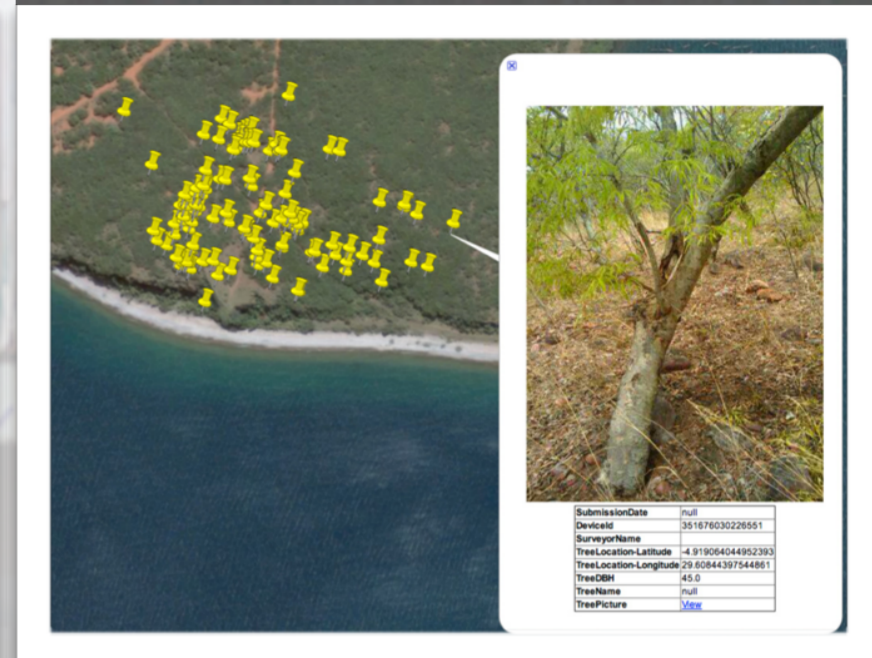 SubmissionDate null
DeviceId 351676030226551
SurveyorName
TreeLocation-Latitude -4.919064044952393
TreeLocation-Longitude 29.60844397544861
TreeDBH 45.0
TreeName null
TreePicture View